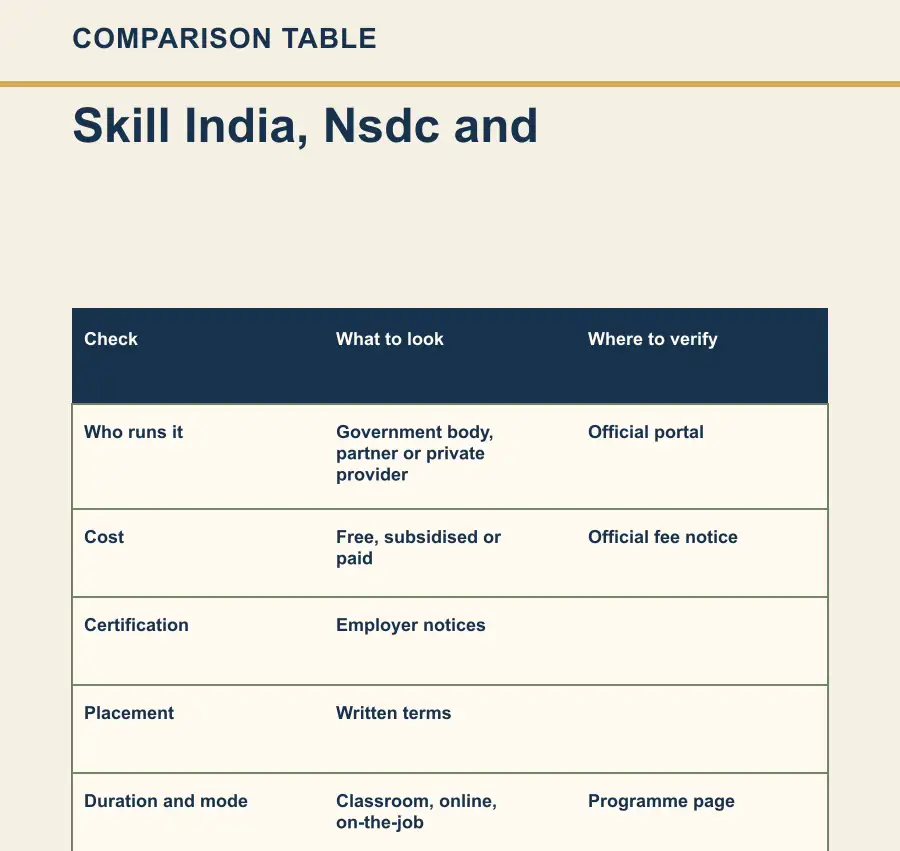 COMPARISON TABLE
Skill India, Nsdc and
Check What to look Where to verify
Who runs it Government body, Official portal
partner or private
provider
Cost Free, subsidised or Official fee notice
paid
Certification Employer notices
Placement Written terms
Duration and mode Classroom, online, Programme page
on-the-job